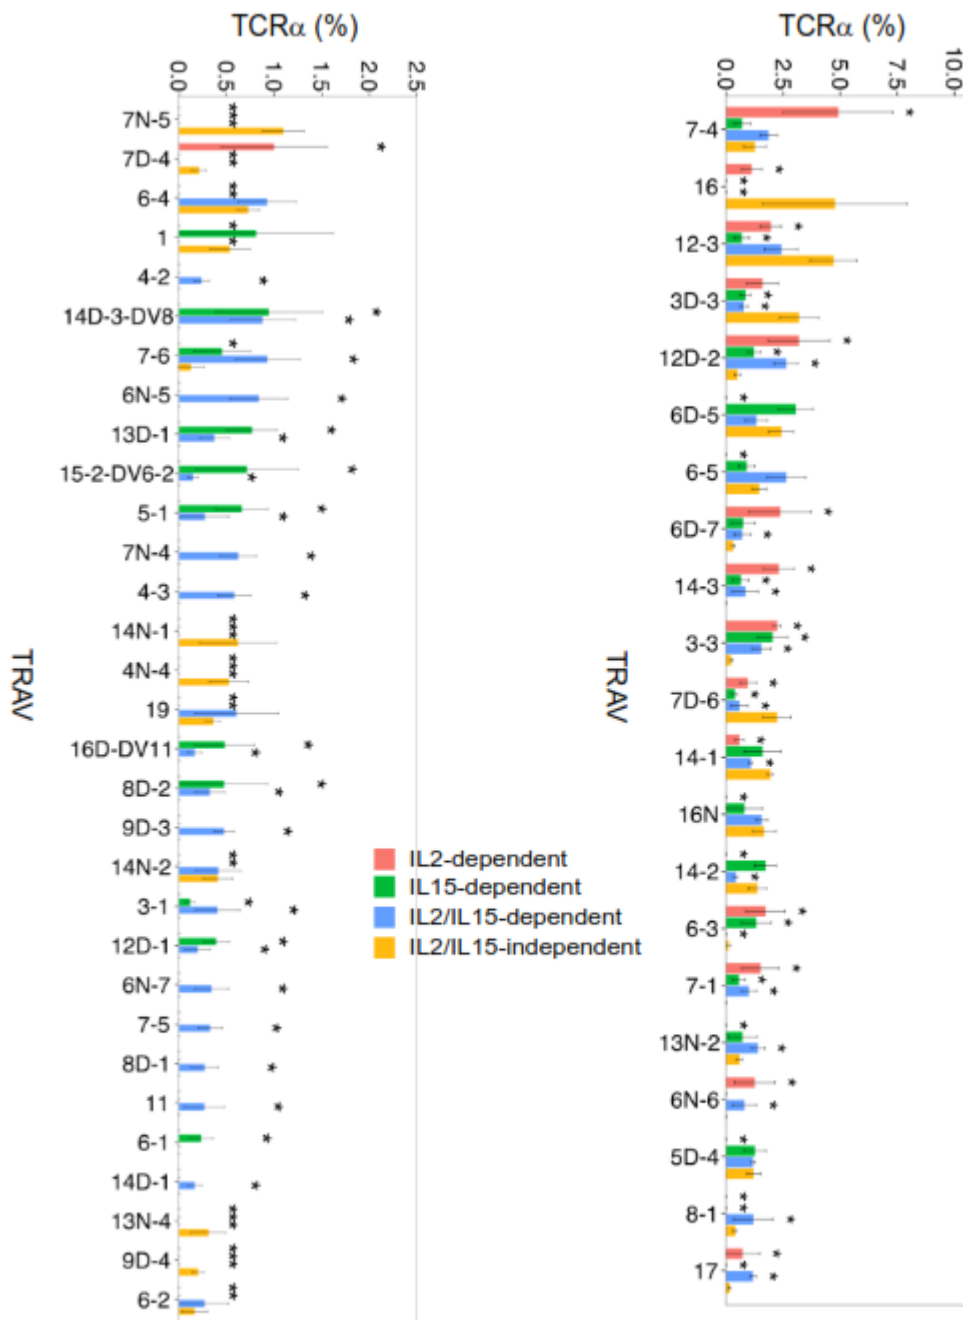 TCRα (%)
0.0
0.5
1.0
1.5
2.0
2.5
7N-5
7D-4
6-4
1
4-2
14D-3-DV8
7-6
6N-5
13D-1
15-2-DV6-2
5-1
7N-4
4-3
14N-1
4N-4
19
16D-DV11
8D-2
9D-3
14N-2
3-1
12D-1
6N-7
7-5
8D-1
11
6-1
14D-1
13N-4
9D-4
6-2
TRAV
IL2-dependent
IL15-dependent
IL2/IL15-dependent
IL2/IL15-independent
TCRα (%)
0.0
2.5
5.0
7.5
10.0
7-4
16
12-3
3D-3
12D-2
6D-5
6-5
6D-7
14-3
3-3
7D-6
14-1
16N
14-2
6-3
7-1
13N-2
6N-6
5D-4
8-1
17
TRAV